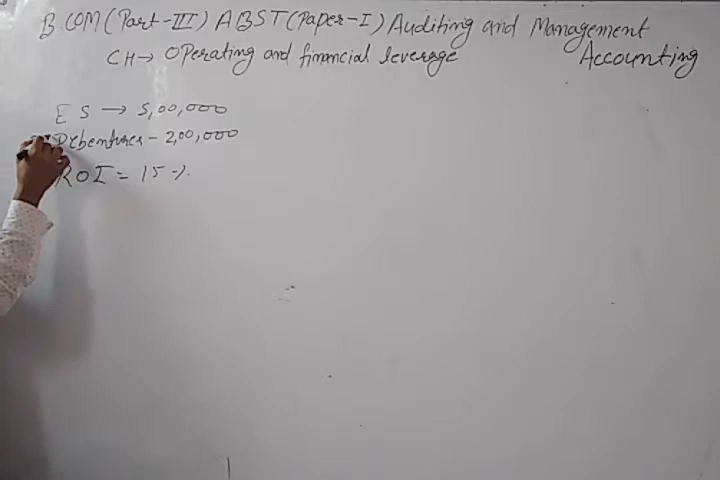 B COM (Part-III) ABST (Paper-I) Auditing and Management Accounting
CH→ Operating and financial leverage
ES → 5,00,000
Debentures - 2,00,000
ROI = 15 %